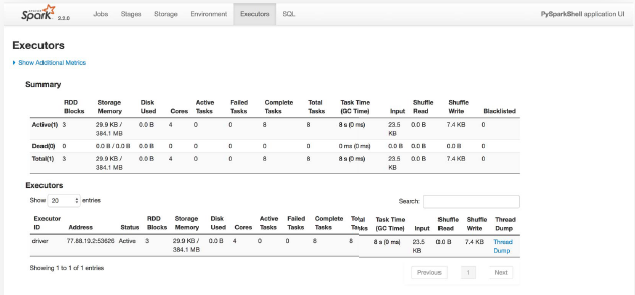 APACHE Spark 2.2.0 Jobs Stages Storage Environment Executors SQL PySparkShell application UI
Executors
Show Additional Metrics
Summary
RDD Blocks Storage Memory Disk Used Cores Active Tasks Failed Tasks Complete Tasks Total Tasks Task Time (GC Time) Input Shuffle Read Shuffle Write Blacklisted
Active(1) 3 29.9 KB / 384.1 MB 0.0 B 4 0 0 8 8 8 s (0 ms) 23.5 KB 0.0 B 7.4 KB 0
Dead(0) 0 0.0 B / 0.0 B 0.0 B 0 0 0 0 0 0 ms (0 ms) 0.0 B 0.0 B 0.0 B 0
Total(1) 3 29.9 KB / 384.1 MB 0.0 B 4 0 0 8 8 8 s (0 ms) 23.5 KB 0.0 B 7.4 KB 0
Executors
Show 20 entries Search:
Executor ID Address Status RDD Blocks Storage Memory Disk Used Cores Active Tasks Failed Tasks Complete Tasks Total Tasks Task Time (GC Time) Input Shuffle Read Shuffle Write Thread Dump
driver 77.88.19.2:53626 Active 3 29.9 KB / 384.1 MB 0.0 B 4 0 0 8 8 8 s (0 ms) 23.5 KB 0.0 B 7.4 KB Thread Dump
Showing 1 to 1 of 1 entries Previous 1 Next